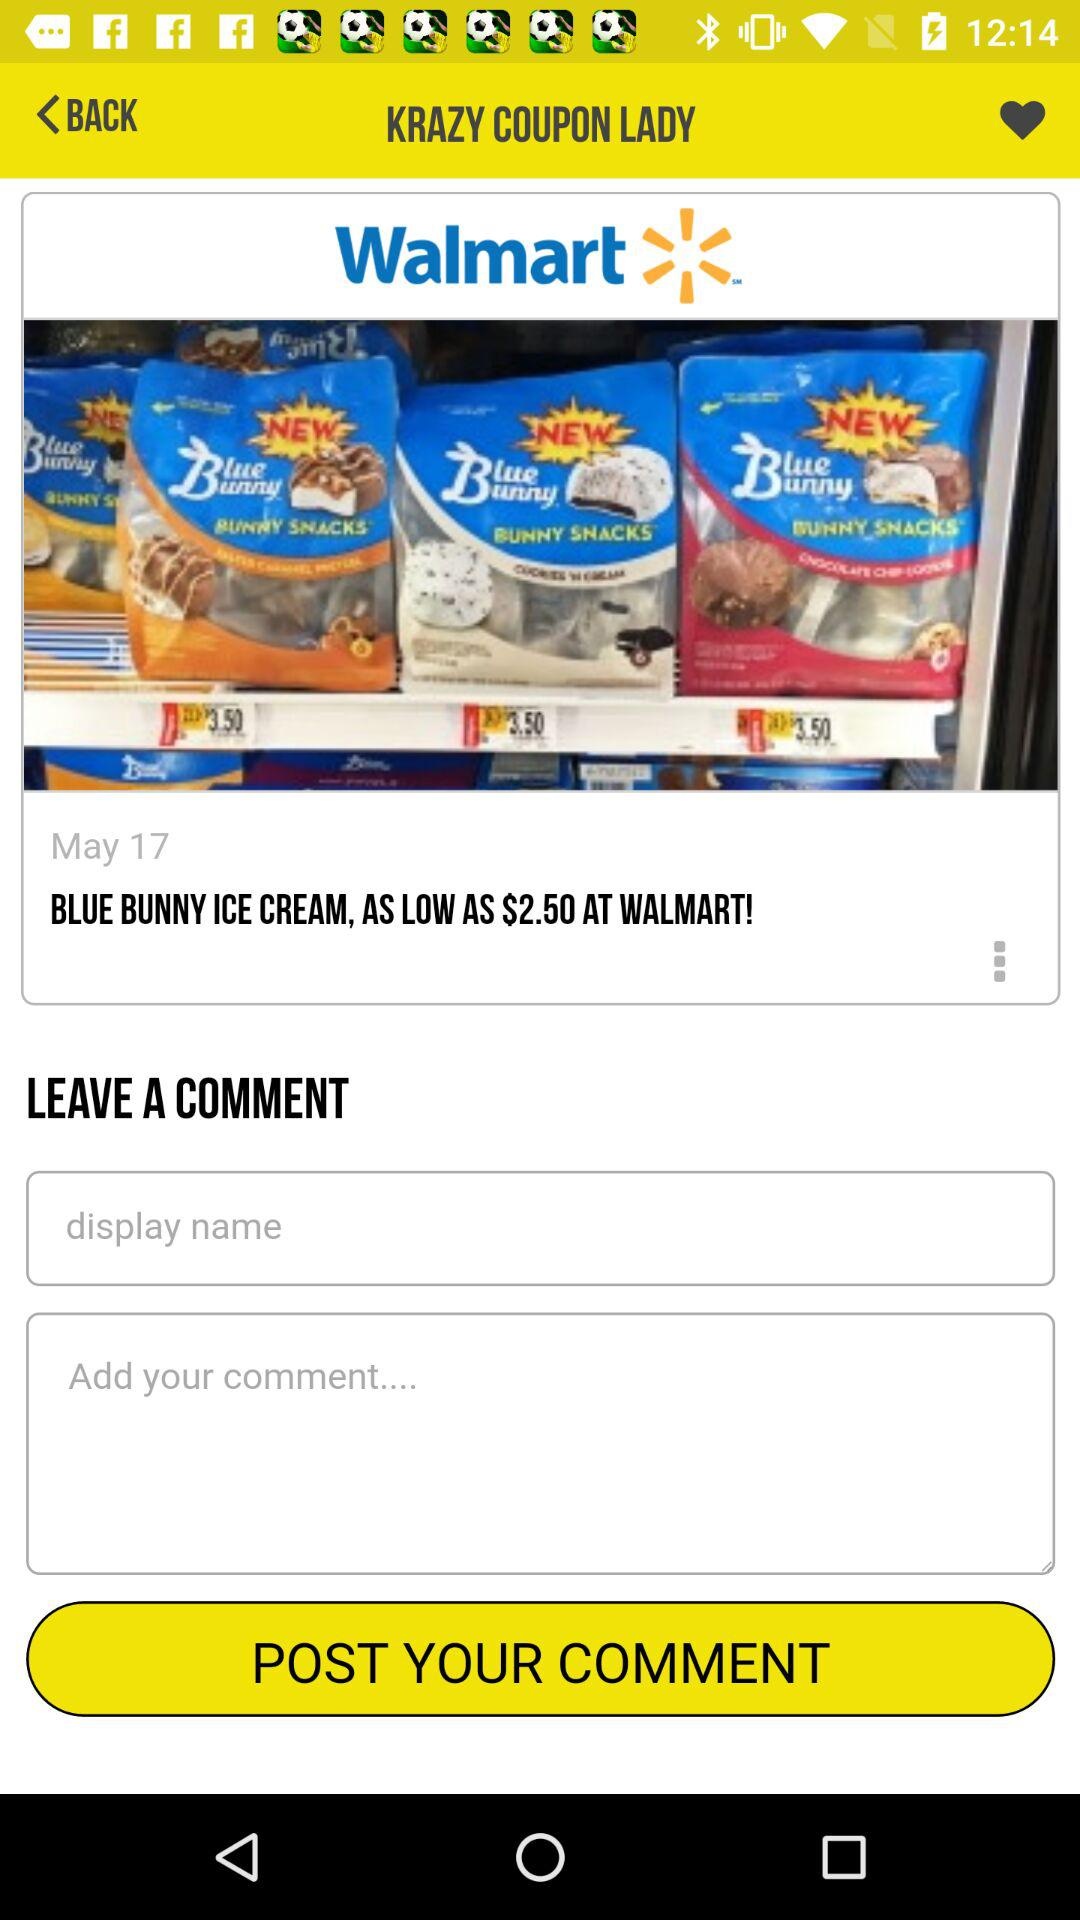 12:14
BACK
KRAZY COUPON LADY
Walmart
SM
NEW
Blue Bunny
BUNNY SNACKS
NEW
Blue Bunny
BUNNY SNACKS
COOKIES 'N CREAM
NEW
Blue Bunny
BUNNY SNACKS
CHOCOLATE CHIP COOKIE
$3.50
$3.50
$3.50
May 17
BLUE BUNNY ICE CREAM, AS LOW AS $2.50 AT WALMART!
LEAVE A COMMENT
display name
Add your comment....
POST YOUR COMMENT